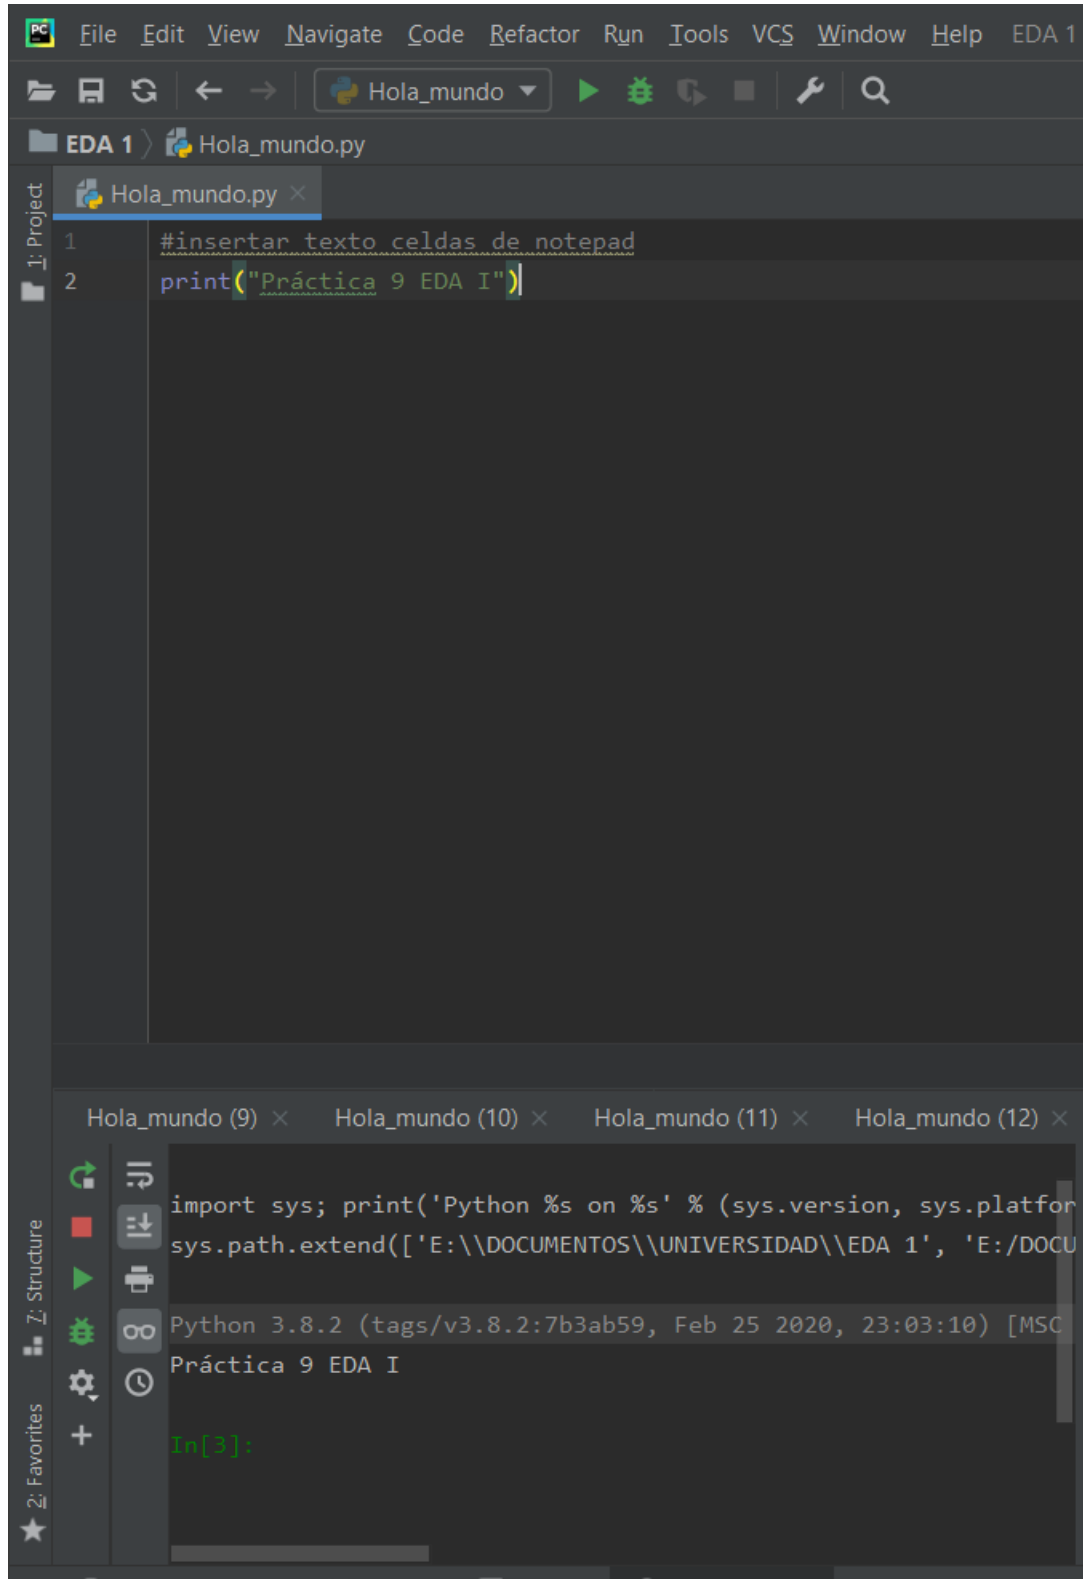 PC File Edit View Navigate Code Refactor Run Tools VCS Window Help EDA 1
Hola_mundo
EDA 1 Hola_mundo.py
Hola_mundo.py
1: Project
1 #insertar texto celdas de notepad
2 print("Práctica 9 EDA I")
Hola_mundo (9) Hola_mundo (10) Hola_mundo (11) Hola_mundo (12)
import sys; print('Python %s on %s' % (sys.version, sys.platfor
sys.path.extend(['E:\\DOCUMENTOS\\UNIVERSIDAD\\EDA 1', 'E:/DOCU
Python 3.8.2 (tags/v3.8.2:7b3ab59, Feb 25 2020, 23:03:10) [MSC
Práctica 9 EDA I
In[3]:
7: Structure
2: Favorites